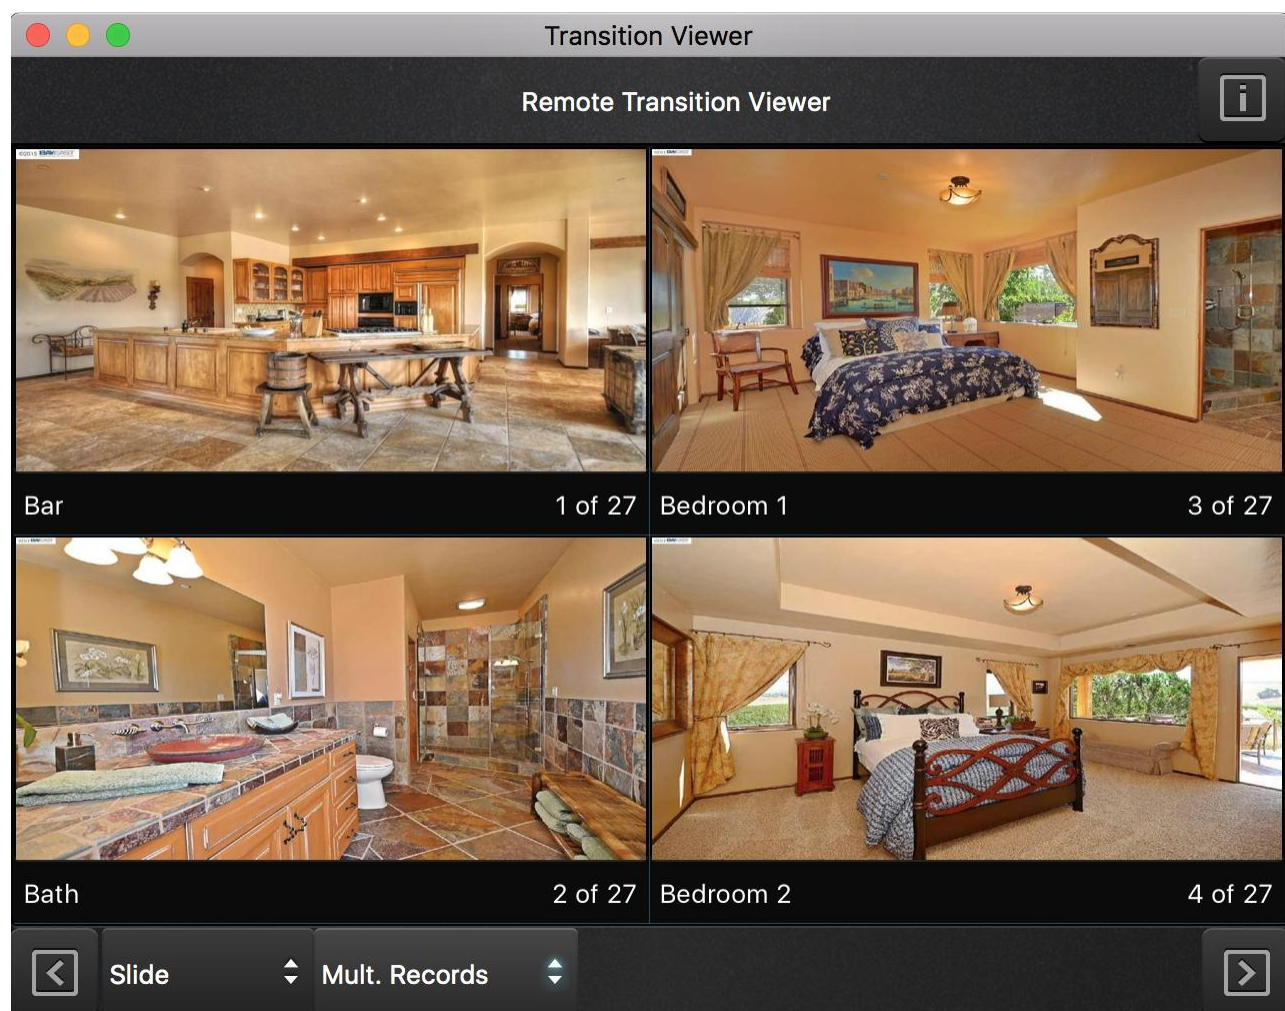 Transition Viewer
Remote Transition Viewer
Bar 1 of 27
Bedroom 1 3 of 27
Bath 2 of 27
Bedroom 2 4 of 27
Slide Mult. Records